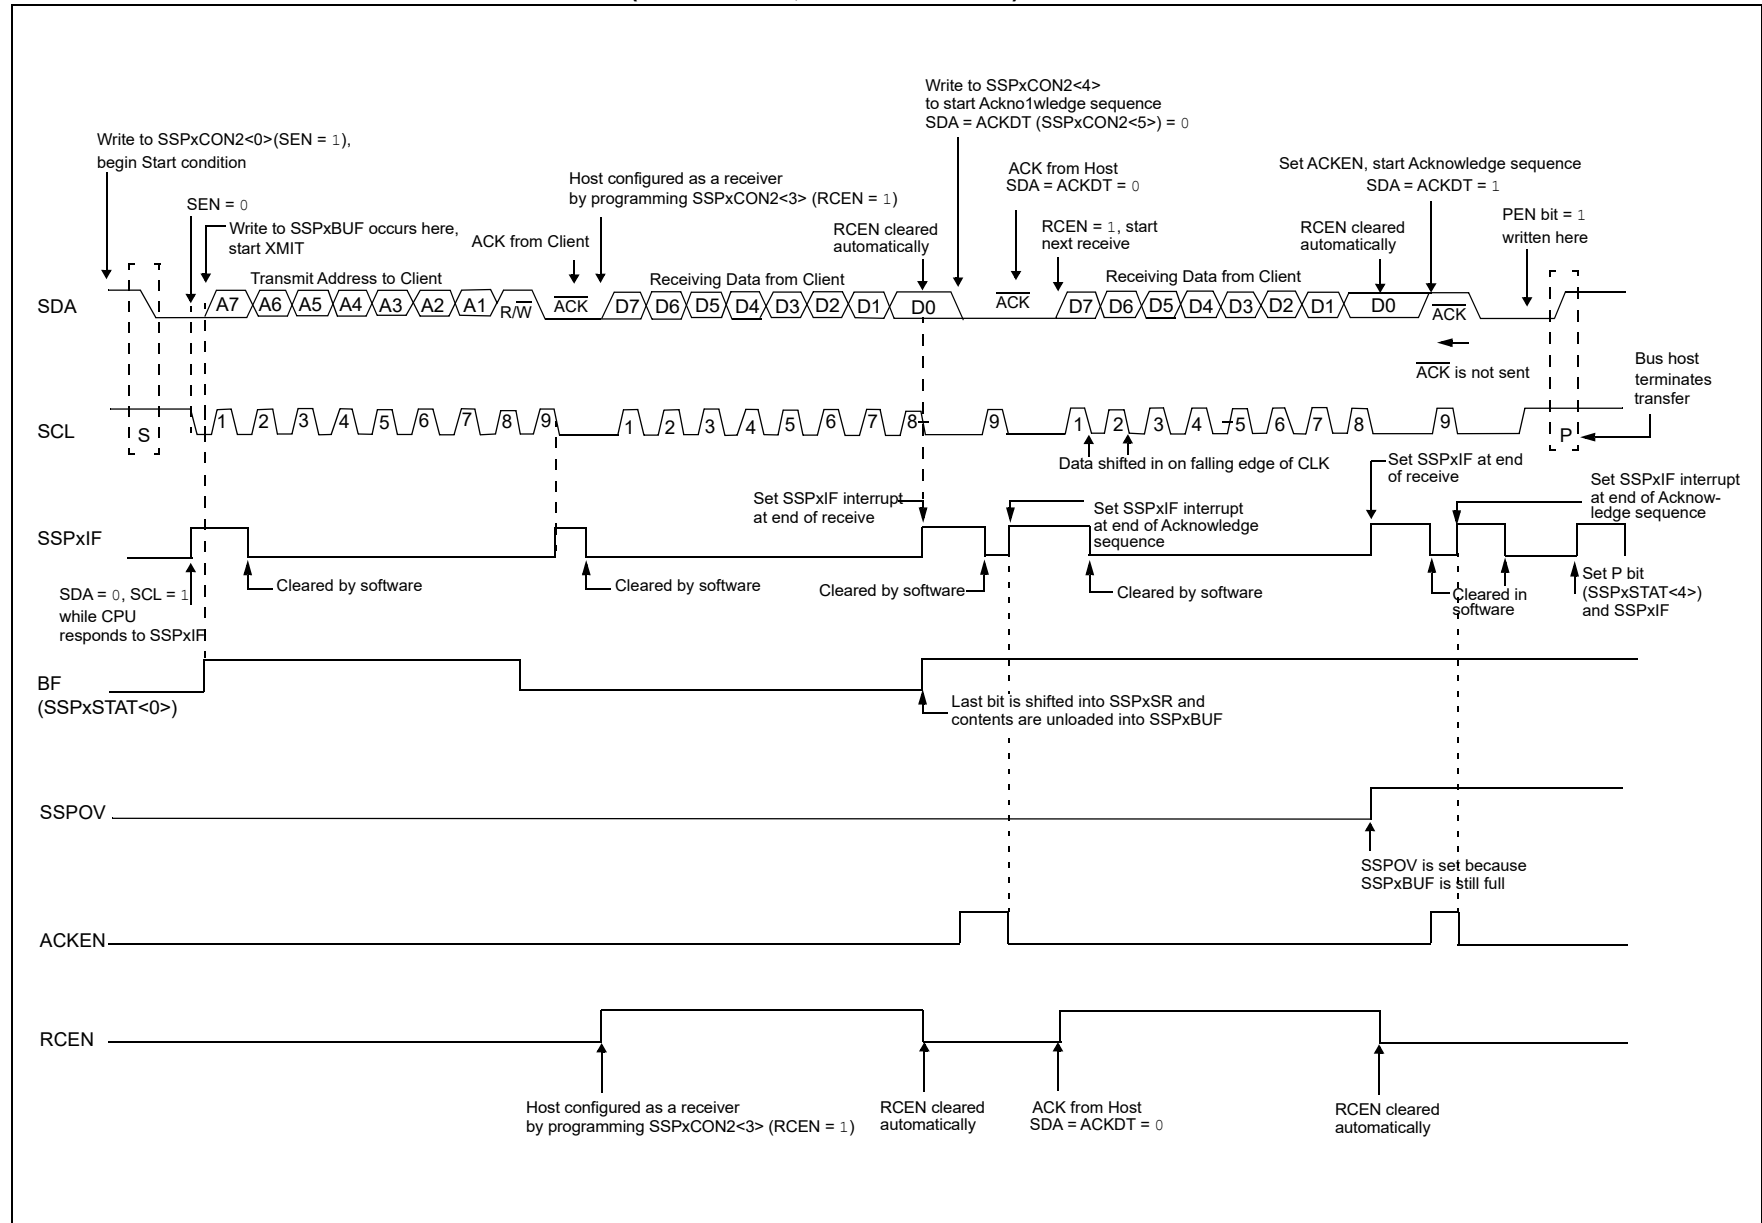 Write to SSPxCON2<4>
to start Ackno1wledge sequence
SDA = ACKDT (SSPxCON2<5>) = 0
Write to SSPxCON2<0>(SEN = 1),
begin Start condition
ACK from Host
SDA = ACKDT = 0
Set ACKEN, start Acknowledge sequence
SDA = ACKDT = 1
Host configured as a receiver
by programming SSPxCON2<3> (RCEN = 1)
SEN = 0
Write to SSPxBUF occurs here,
start XMIT
ACK from Client
RCEN cleared
automatically
RCEN = 1, start
next receive
RCEN cleared
automatically
PEN bit = 1
written here
Transmit Address to Client
Receiving Data from Client
Receiving Data from Client
SDA
A7 A6 A5 A4 A3 A2 A1 R/W ACK D7 D6 D5 D4 D3 D2 D1 D0 ACK D7 D6 D5 D4 D3 D2 D1 D0 ACK
ACK is not sent
Bus host
terminates
transfer
SCL
S 1 2 3 4 5 6 7 8 9 1 2 3 4 5 6 7 8 9 1 2 3 4 5 6 7 8 9 P
Data shifted in on falling edge of CLK
Set SSPxIF at end
of receive
Set SSPxIF interrupt
at end of receive
Set SSPxIF interrupt
at end of Acknowledge
sequence
Set SSPxIF interrupt
at end of Acknow-
ledge sequence
SSPxIF
SDA = 0, SCL = 1
while CPU
responds to SSPxIF
Cleared by software
Cleared by software
Cleared by software
Cleared by software
Cleared in
software
Set P bit
(SSPxSTAT<4>)
and SSPxIF
BF
(SSPxSTAT<0>)
Last bit is shifted into SSPxSR and
contents are unloaded into SSPxBUF
SSPOV
SSPOV is set because
SSPxBUF is still full
ACKEN
RCEN
Host configured as a receiver
by programming SSPxCON2<3> (RCEN = 1)
RCEN cleared
automatically
ACK from Host
SDA = ACKDT = 0
RCEN cleared
automatically